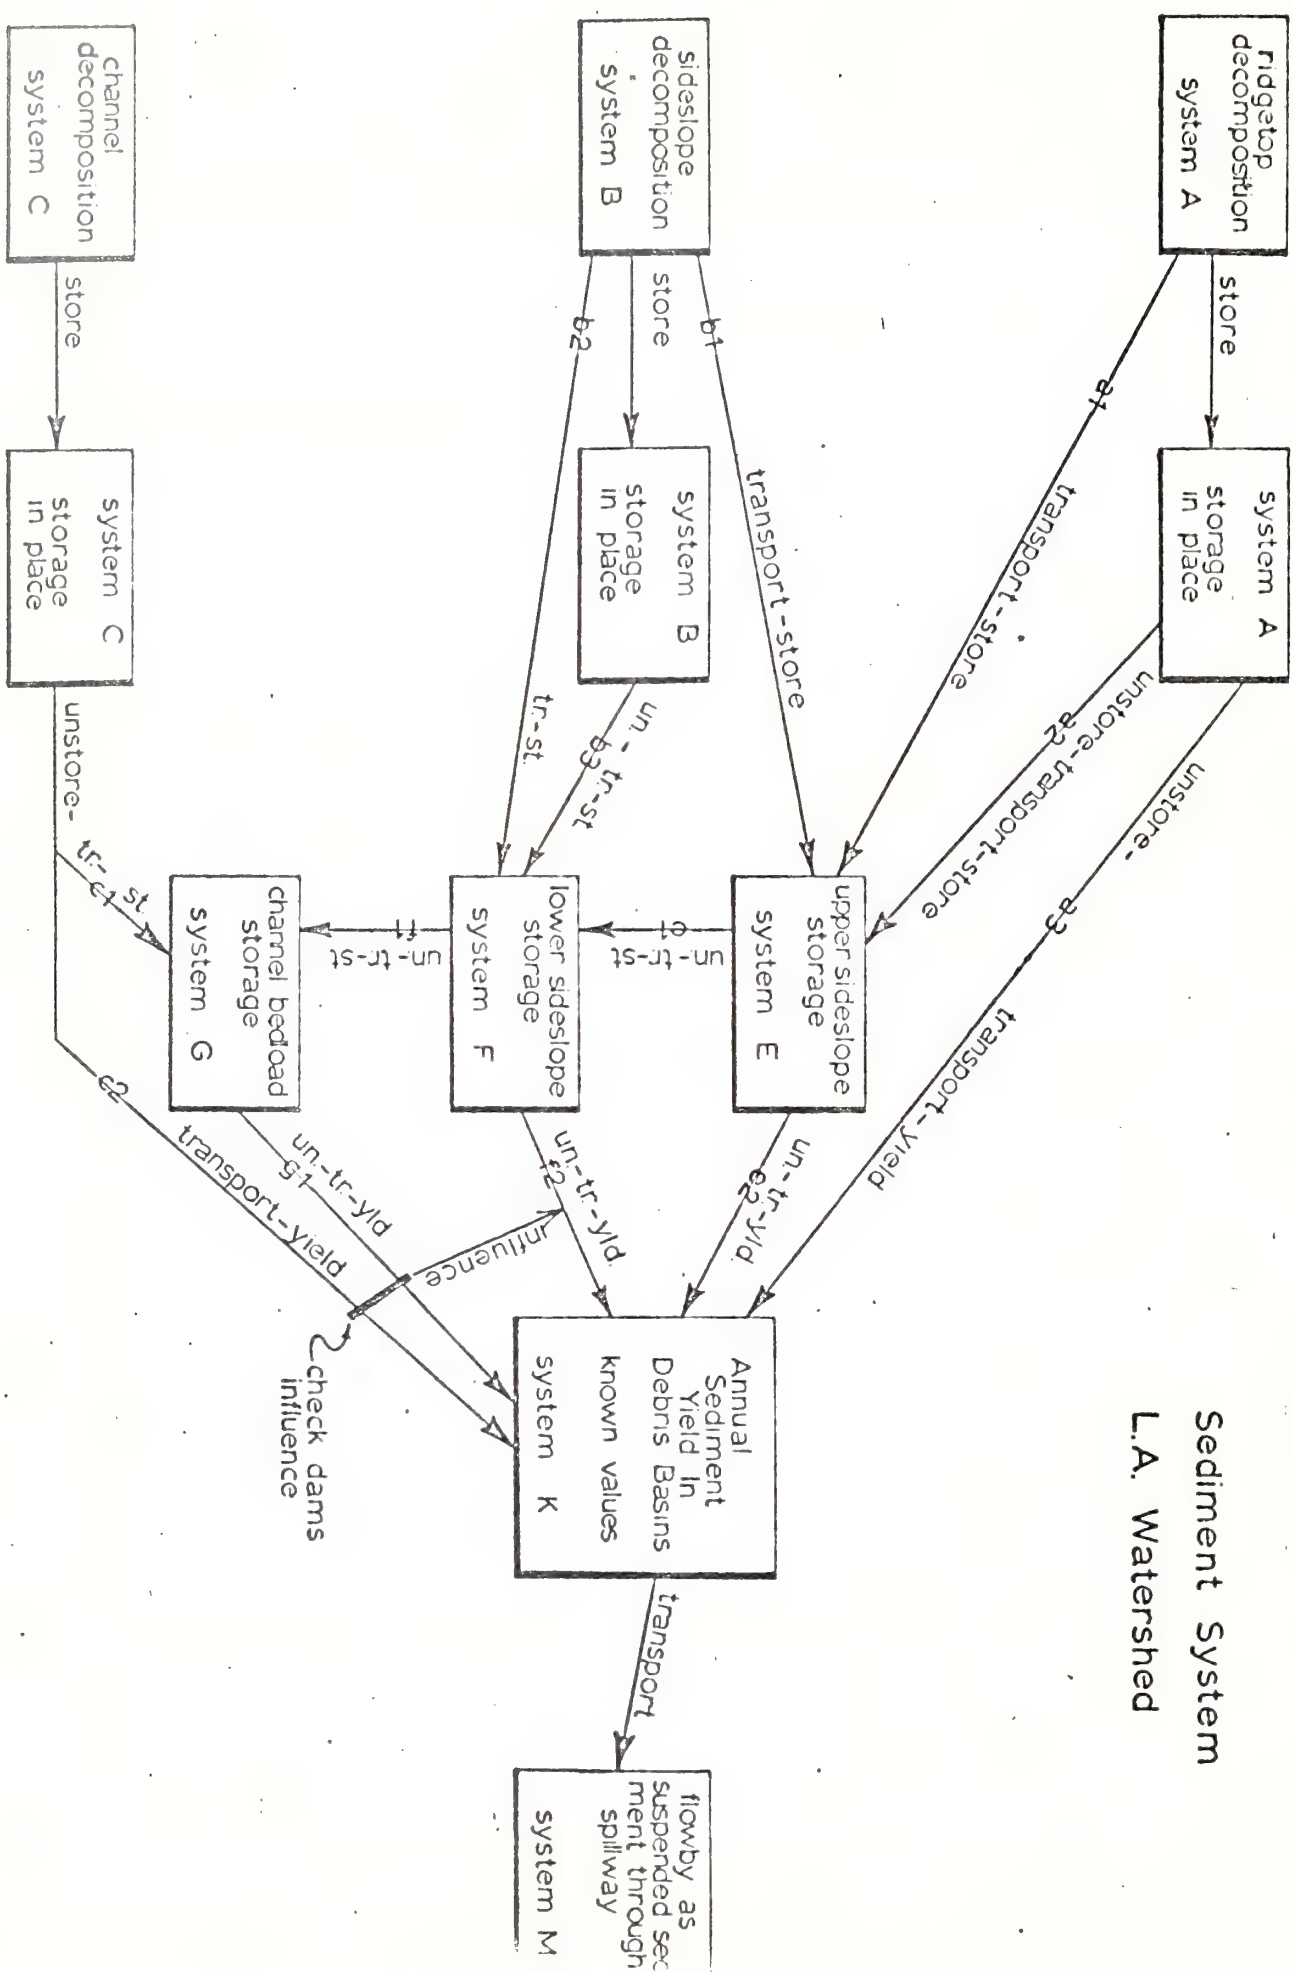 Sediment System
L.A. Watershed
ridgetop
decomposition
system A
store
system A
storage
in place
a1
transport-store
a2
unstore-transport-store
unstore-
a3
transport-yield
sideslope
decomposition
system B
store
system B
storage
in place
b1
transport-store
b2
tr-st.
un.-tr-st
b3
channel
decomposition
system C
store
system C
storage
in place
unstore-
tr.-st.
c1
c2
transport-yield
upper sideslope
storage
system E
e1
un-tr-st
e2
un-tr-yld.
lower sideslope
storage
system F
f1
un-tr-st
f2
un.-tr-yld.
channel bedload
storage
system G
g1
un.-tr.-yld
influence
check dams
influence
Annual
Sediment
Yield In
Debris Basins
known values
system K
transport
flowby as
suspended sec
ment through
spillway
system M